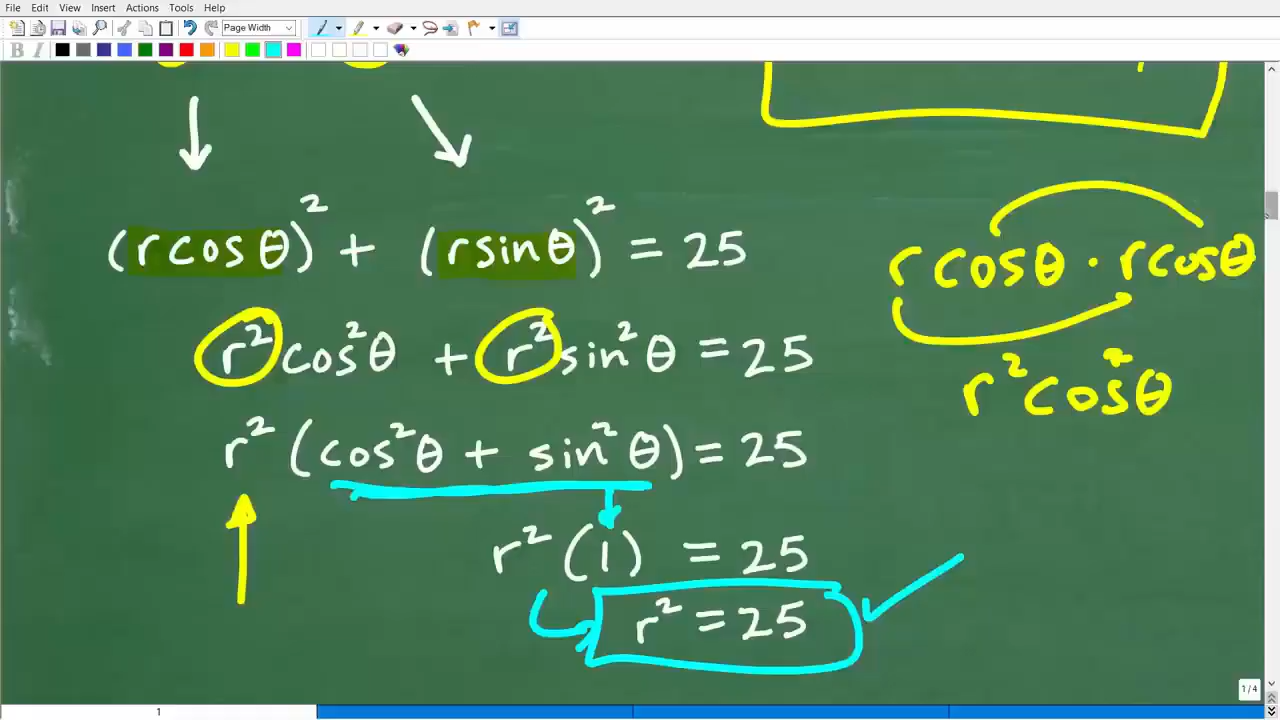 File Edit View Insert Actions Tools Help
Page Width
B I
(r cos θ)² + (r sin θ)² = 25
r cos θ · r cos θ
r² cos² θ + r² sin² θ = 25
r² cos² θ
r² (cos² θ + sin² θ) = 25
r² (1) = 25
r² = 25
1/4
1